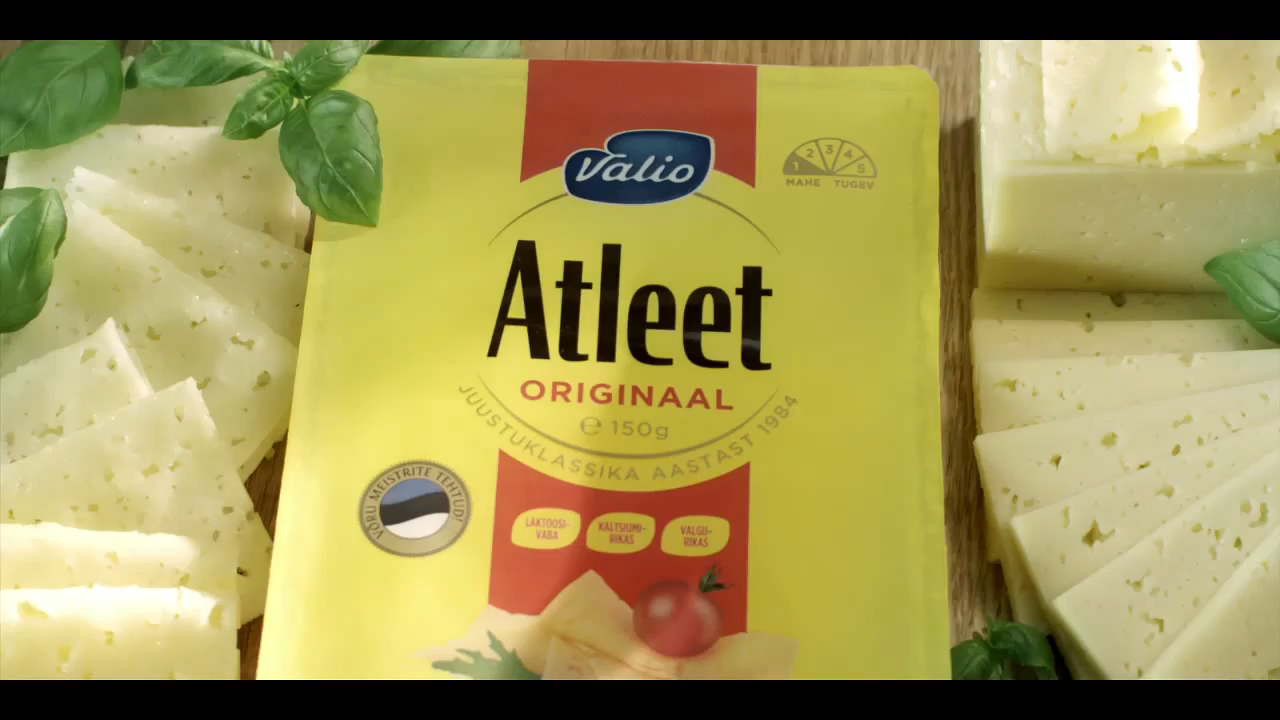 Valio
1 2 3 4 5
MAHE TUGEV
Atleet
ORIGINAAL
℮ 150g
JUUSTUKLASSIKA AASTAST 1984
VÕRU MEISTRITE TEHTUD!
LAKTOOSI-
VABA
KALTSIUMI-
RIKAS
VALGU-
RIKAS